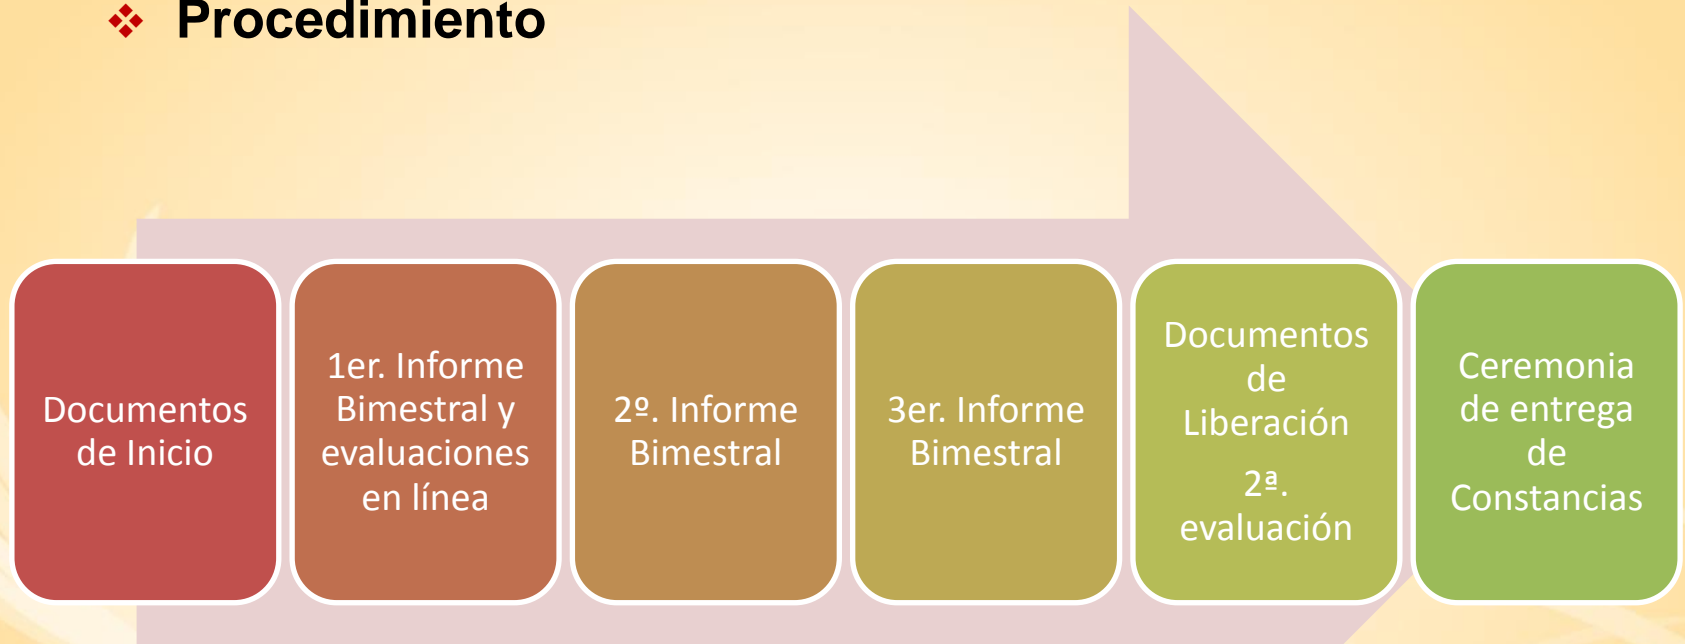 Procedimiento
Documentos
de Inicio
1er. Informe
Bimestral y
evaluaciones
en línea
2º. Informe
Bimestral
3er. Informe
Bimestral
Documentos
de
Liberación
2ª.
evaluación
Ceremonia
de entrega
de
Constancias